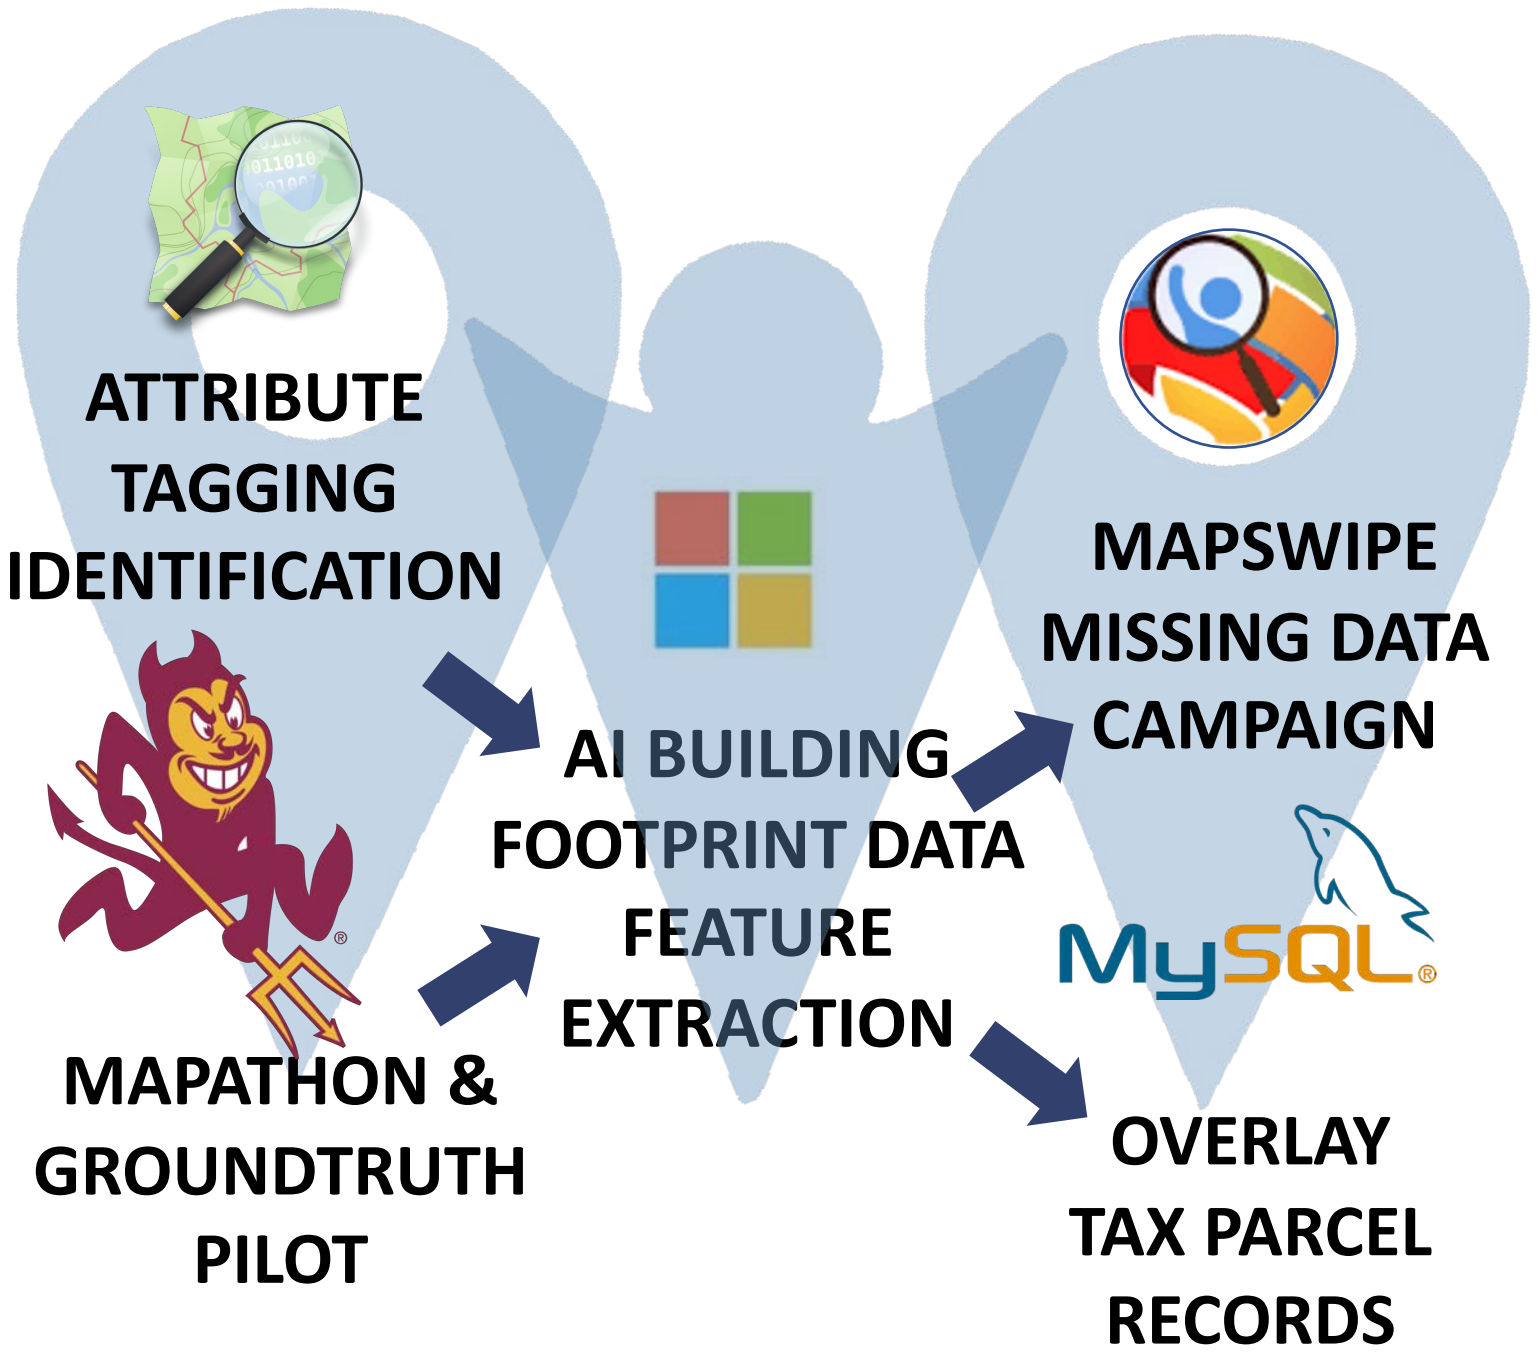 ATTRIBUTE
TAGGING
IDENTIFICATION
MAPATHON &
GROUNDTRUTH
PILOT
AI BUILDING
FOOTPRINT DATA
FEATURE
EXTRACTION
MAPSWIPE
MISSING DATA
CAMPAIGN
MySQL®
OVERLAY
TAX PARCEL
RECORDS
®